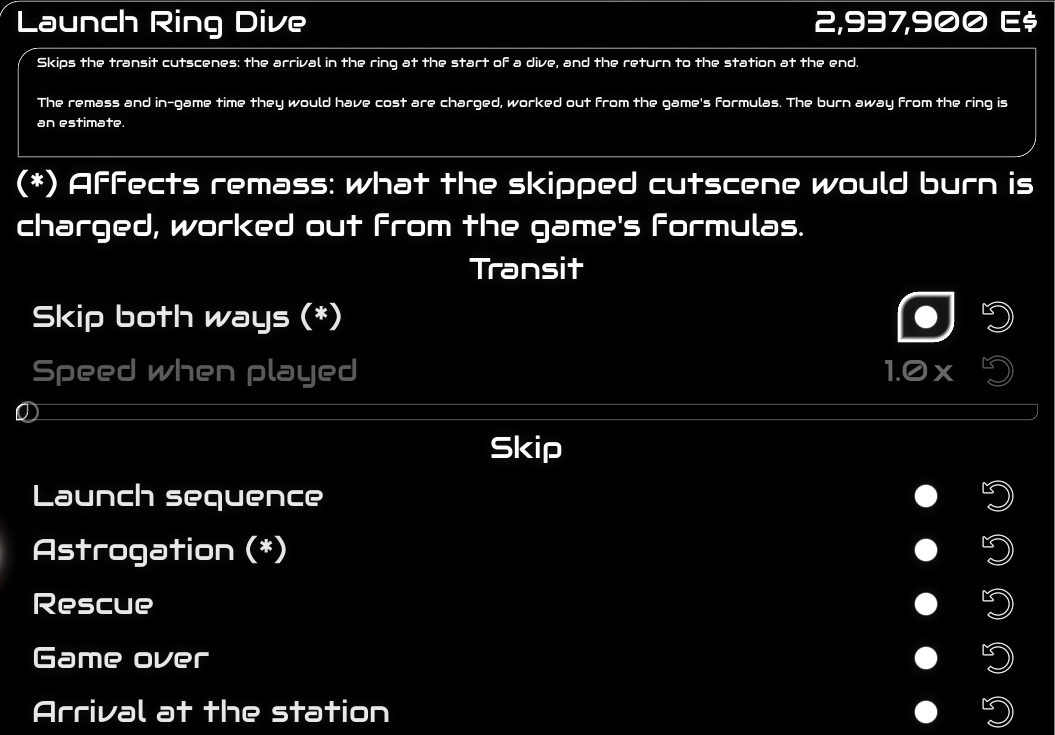 Launch Ring Dive 2,937,900 E$
Skips the transit cutscenes: the arrival in the ring at the start of a dive, and the return to the station at the end.
The remass and in-game time they would have cost are charged, worked out from the game's formulas. The burn away from the ring is
an estimate.
(*) Affects remass: what the skipped cutscene would burn is
charged, worked out from the game's formulas.
Transit
Skip both ways (*)
Speed when played 1.0 x
Skip
Launch sequence
Astrogation (*)
Rescue
Game over
Arrival at the station